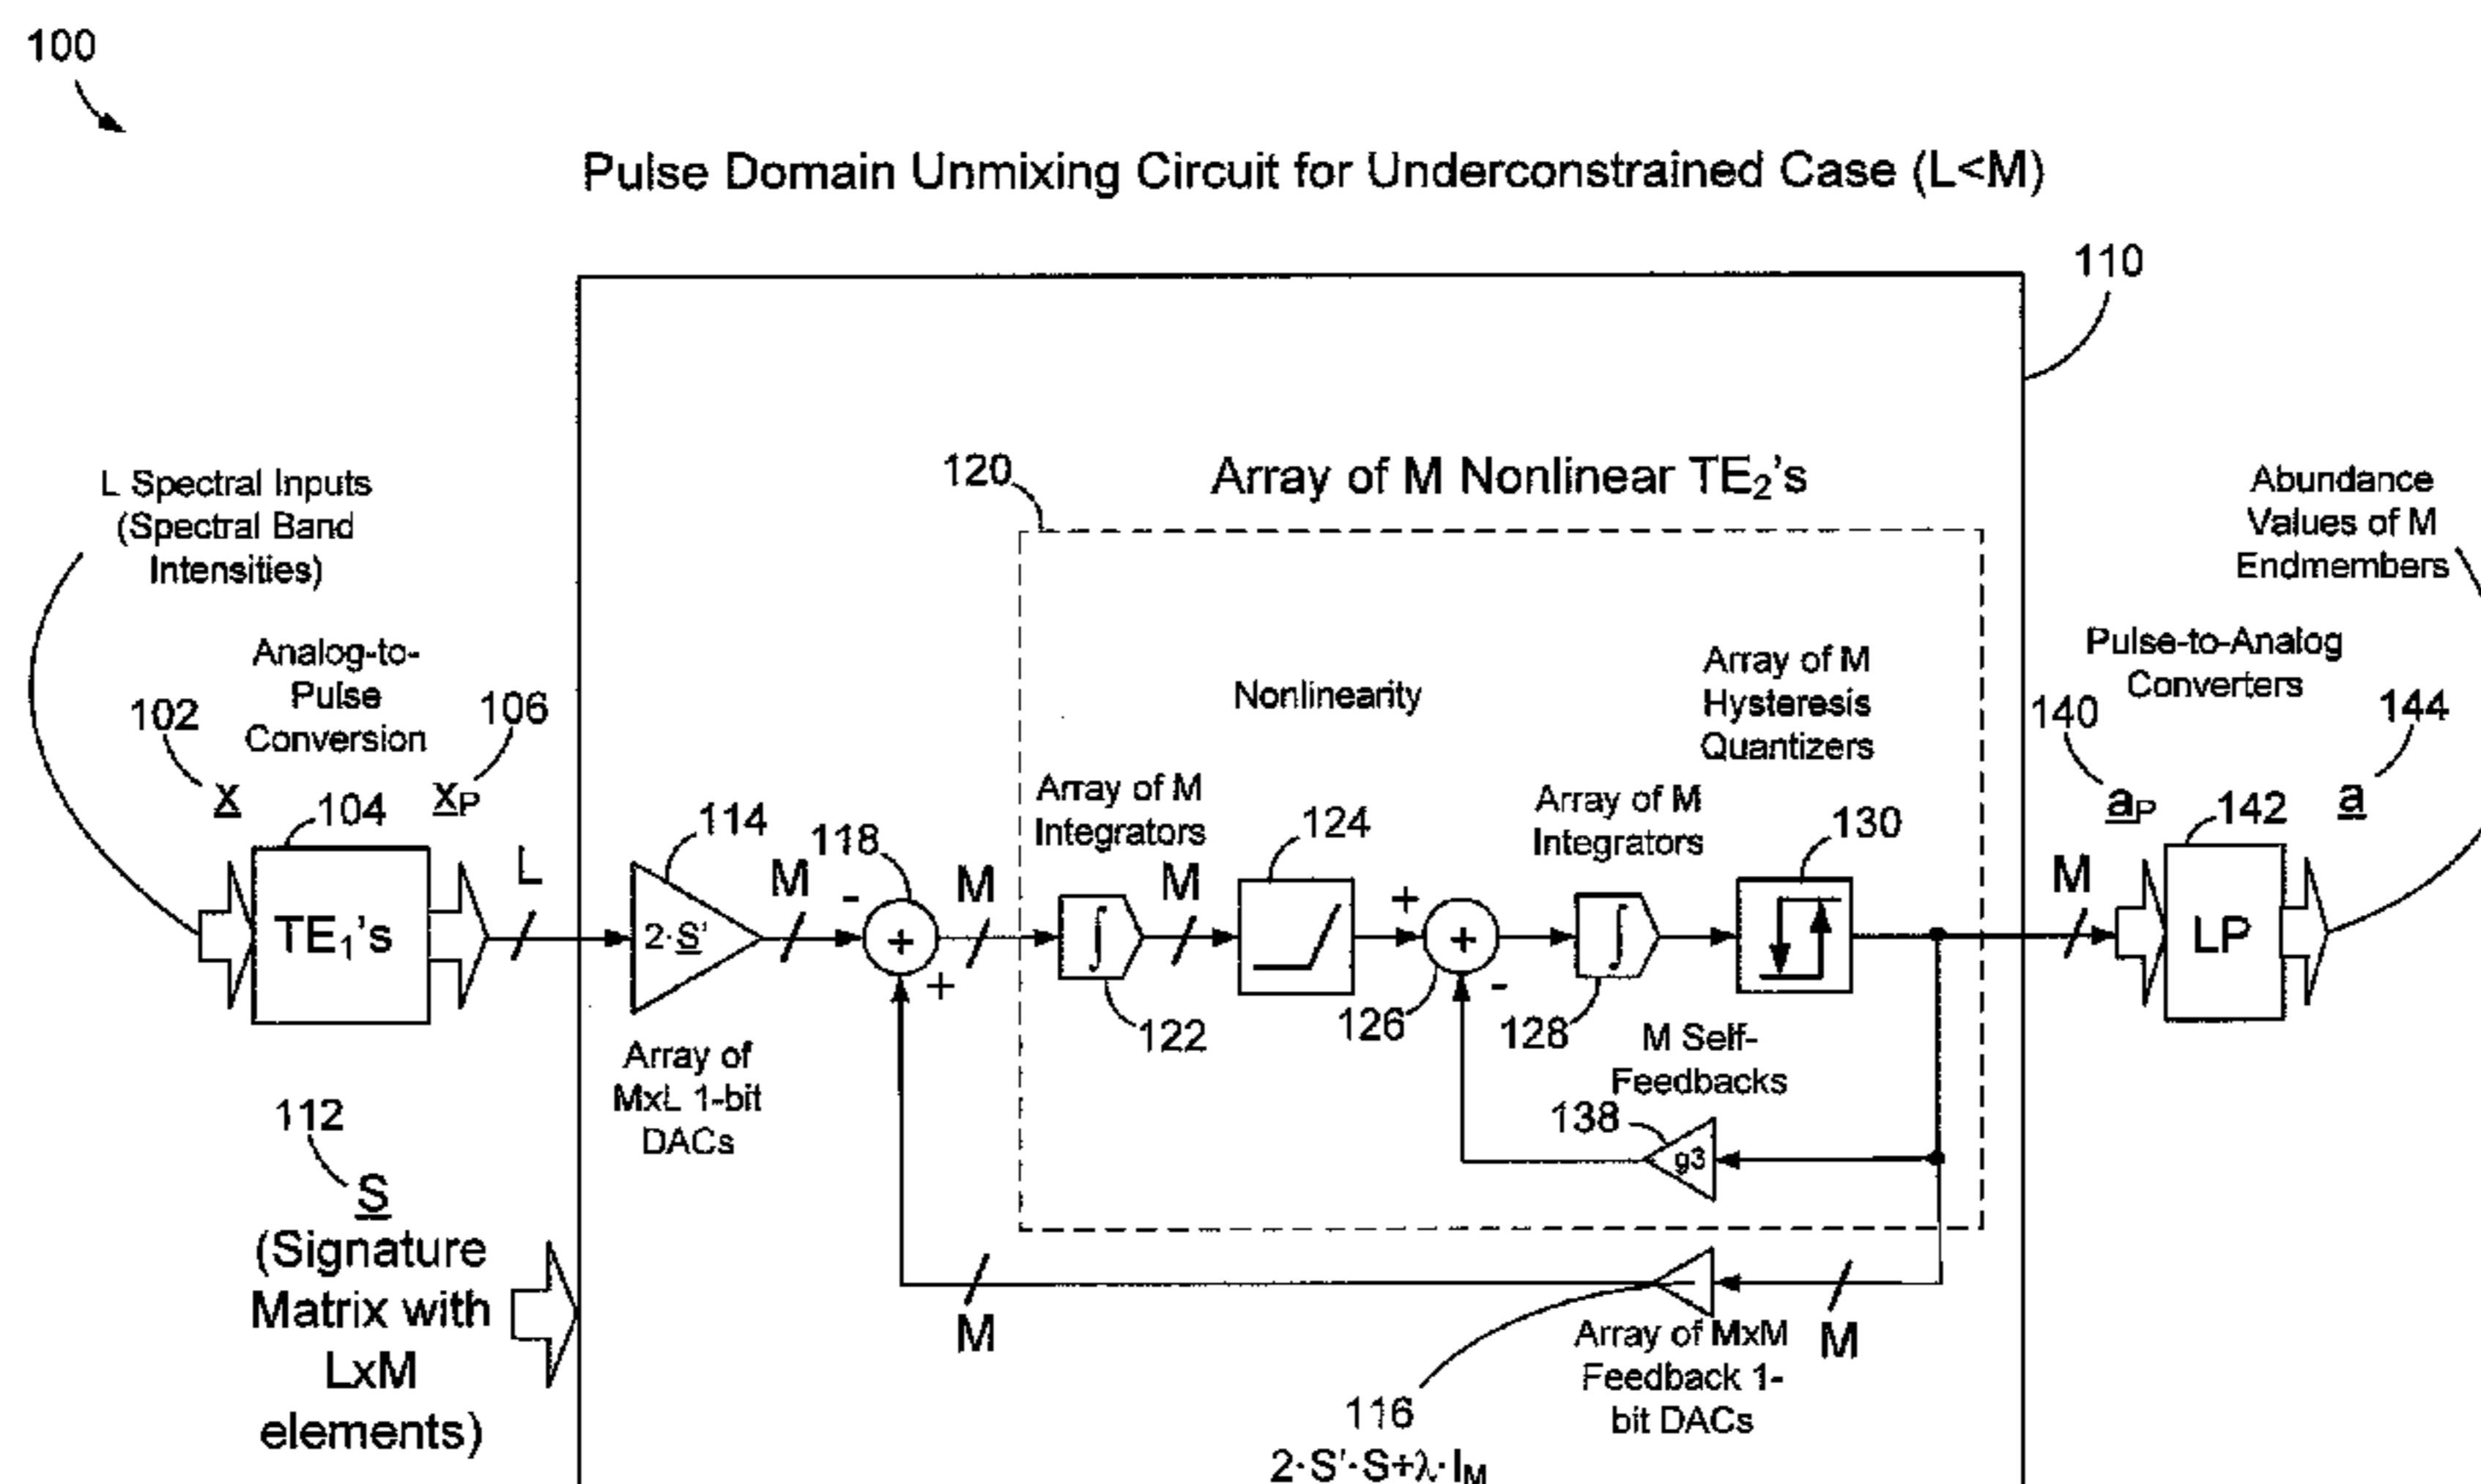 100
Pulse Domain Unmixing Circuit for Underconstrained Case (L<M)
110
L Spectral Inputs
(Spectral Band
Intensities)
120
Array of M Nonlinear TE₂'s
Abundance
Values of M
Endmembers
Analog-to-
Pulse
Conversion
102
x
106
x_P
104
TE₁'s
L
114
2·S'
Array of
MxL 1-bit
DACs
M
118
-
+
+
M
Array of M
Integrators
∫
122
M
Nonlinearity
124
+
+
-
126
Array of M
Integrators
∫
128
Array of M
Hysteresis
Quantizers
130
M Self-
Feedbacks
138
g3
M
Pulse-to-Analog
Converters
140
a_P
142
LP
144
a
112
S
(Signature
Matrix with
LxM
elements)
M
M
Array of MxM
Feedback 1-
bit DACs
116
2·S'·S+λ·I_M